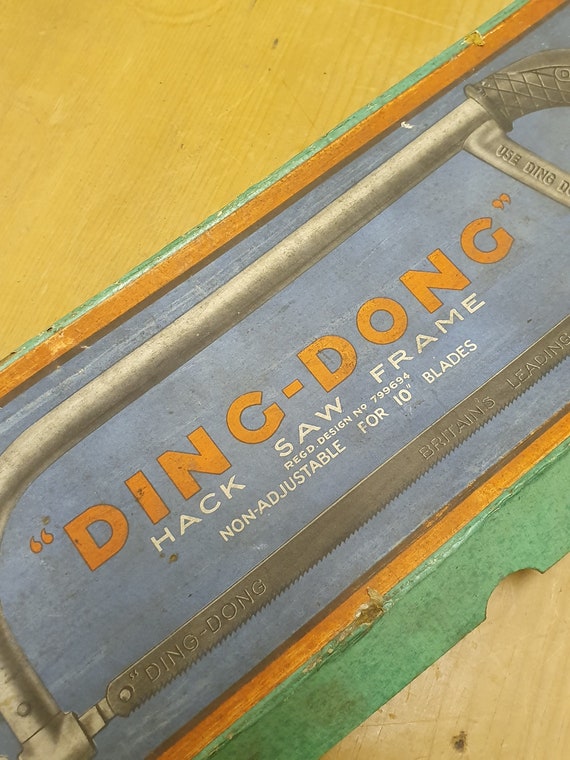 USE DING DO
"DING-DONG"
HACK SAW FRAME
REGD. DESIGN No 799694
NON-ADJUSTABLE FOR 10" BLADES
"DING-DONG" BRITAIN'S LEADING